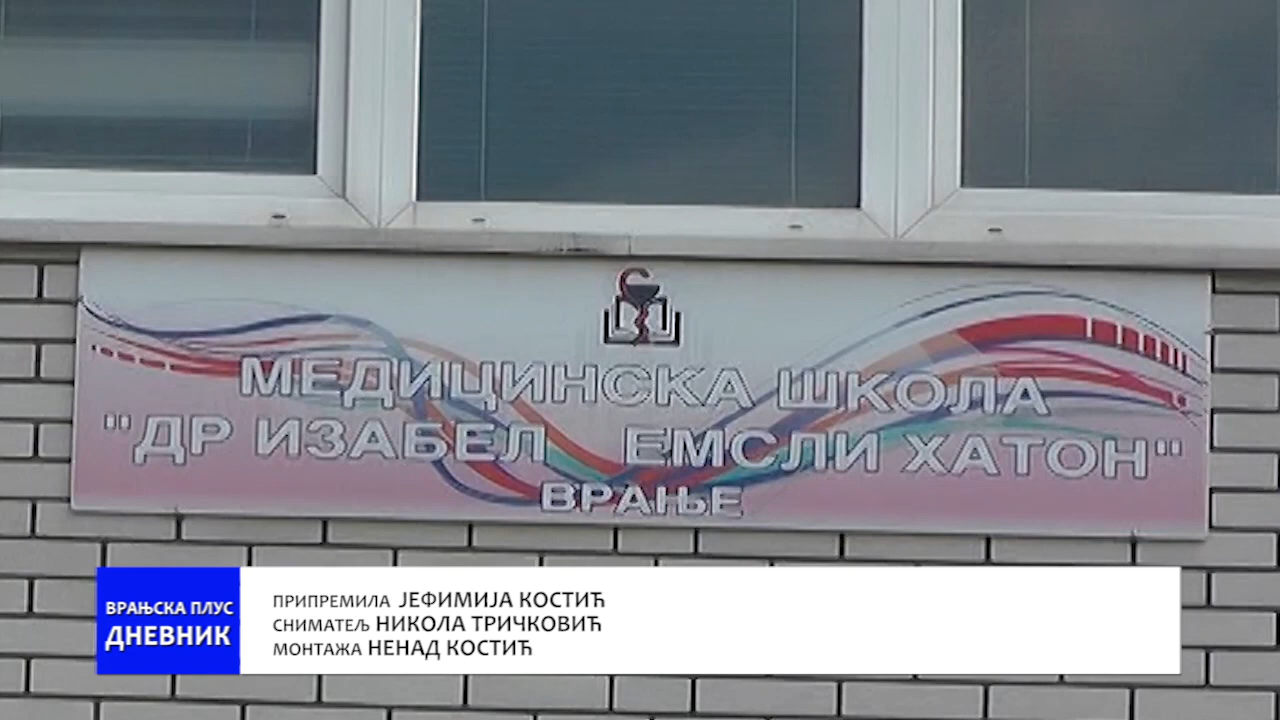 МЕДИЦИНСКА ШКОЛА
"ДР ИЗАБЕЛ ЕМСЛИ ХАТОН"
ВРАЊЕ
ВРАЊСКА ПЛУС
ДНЕВНИК
ПРИПРЕМИЛА ЈЕФИМИЈА КОСТИЋ
СНИМАТЕЉ НИКОЛА ТРИЧКОВИЋ
МОНТАЖА НЕНАД КОСТИЋ